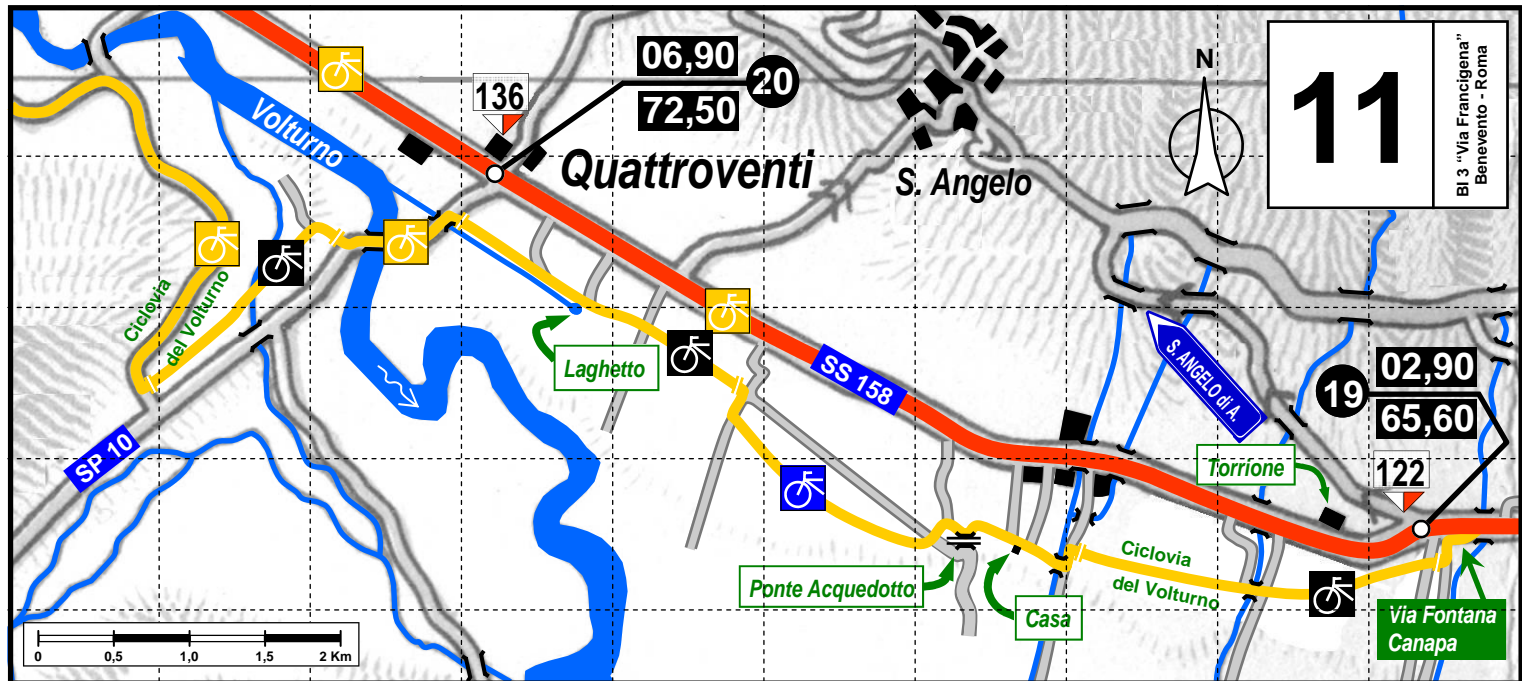 06,90
20
136
72,50
Volturno
Quattroventi
S. Angelo
N
11
BI 3 "Via Francigena"
Benevento - Roma
Ciclovia
del Volturno
Laghetto
SS 158
S. ANGELO di A.
02,90
19
65,60
SP 10
Torrione
122
Ciclovia
del Volturno
Ponte Acquedotto
Casa
Via Fontana
Canapa
0 0,5 1,0 1,5 2 Km